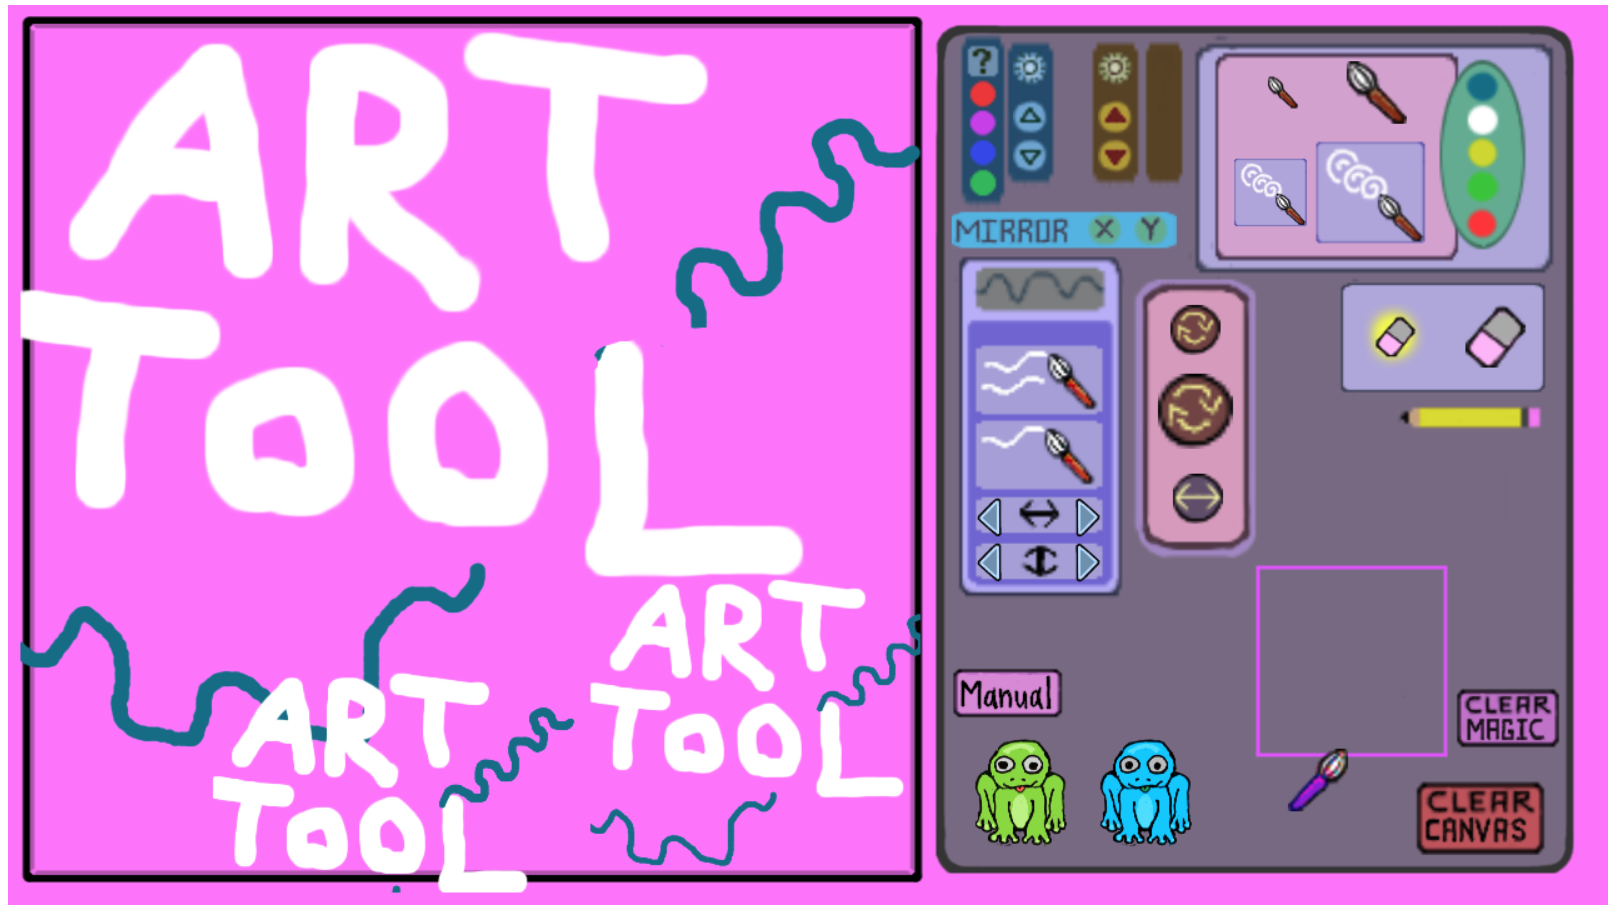 ART
TOOL
ART
TOOL
ART
TOOL
?
MIRROR X Y
Manual
CLEAR
MAGIC
CLEAR
CANVAS